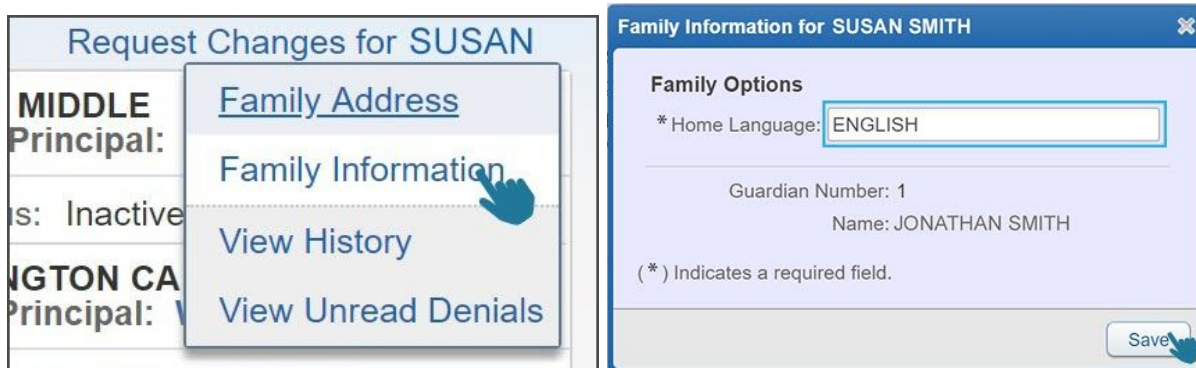 Request Changes for SUSAN
MIDDLE
Principal:
Family Address
Family Information
us: Inactive
View History
NGTON CA
Principal:
View Unread Denials
Family Information for SUSAN SMITH
Family Options
* Home Language: ENGLISH
Guardian Number: 1
Name: JONATHAN SMITH
(*) Indicates a required field.
Save